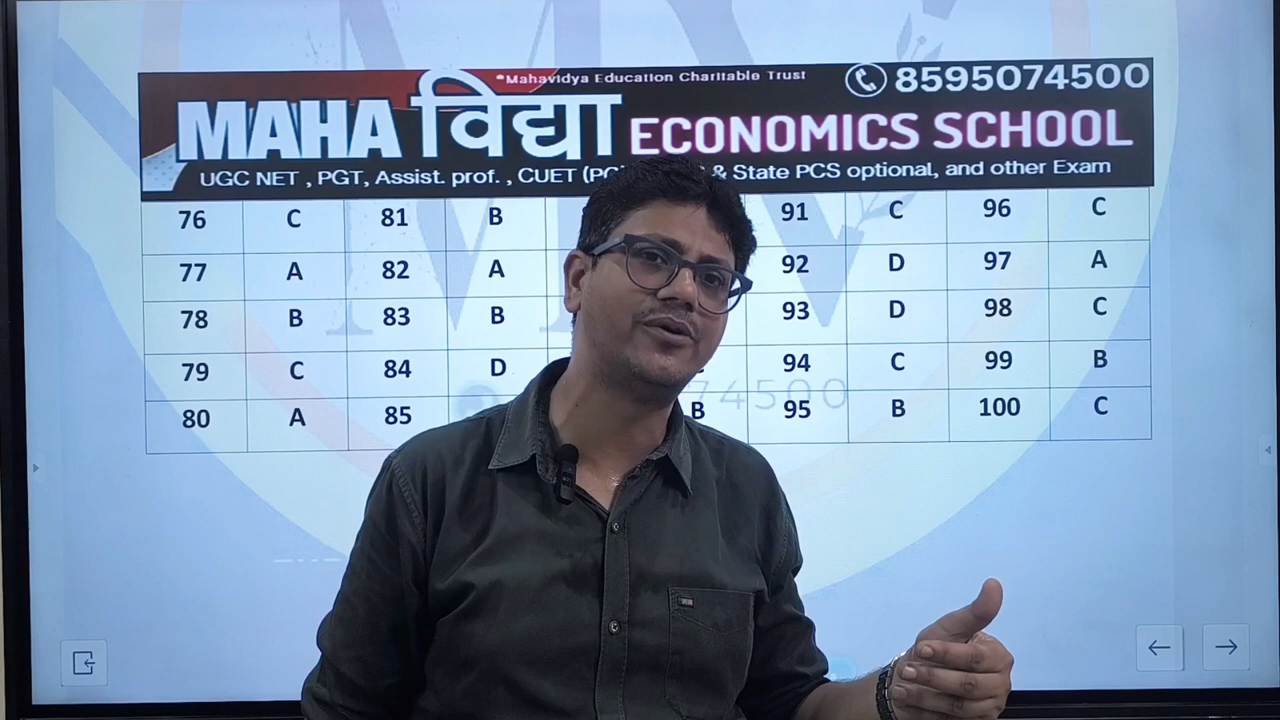 *Mahavidya Education Charitable Trust 8595074500
MAHA विद्या ECONOMICS SCHOOL
UGC NET , PGT, Assist. prof. , CUET & State PCS optional, and other Exam
76 C 81 B 91 C 96 C
77 A 82 A 92 D 97 A
78 B 83 B 93 D 98 C
79 C 84 D 94 C 99 B
80 A 85 B 95 B 100 C
74500